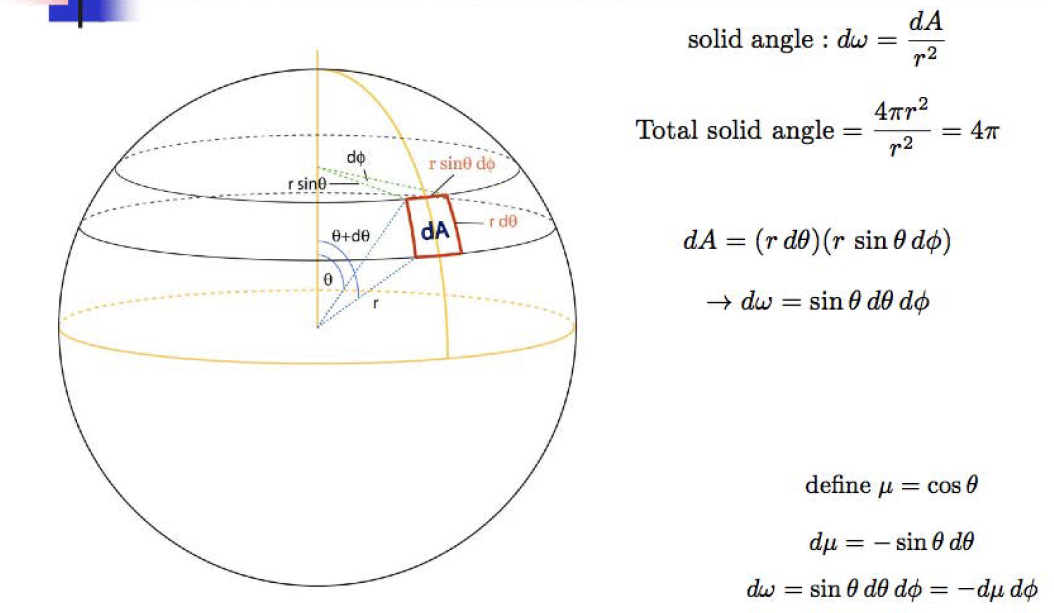 solid angle : dω = dA / r²
Total solid angle = 4πr² / r² = 4π
dϕ
r sinθ dϕ
r sinθ
r dθ
dA
θ+dθ
θ
r
dA = (r dθ)(r sin θ dϕ)
→ dω = sin θ dθ dϕ
define μ = cos θ
dμ = − sin θ dθ
dω = sin θ dθ dϕ = −dμ dϕ